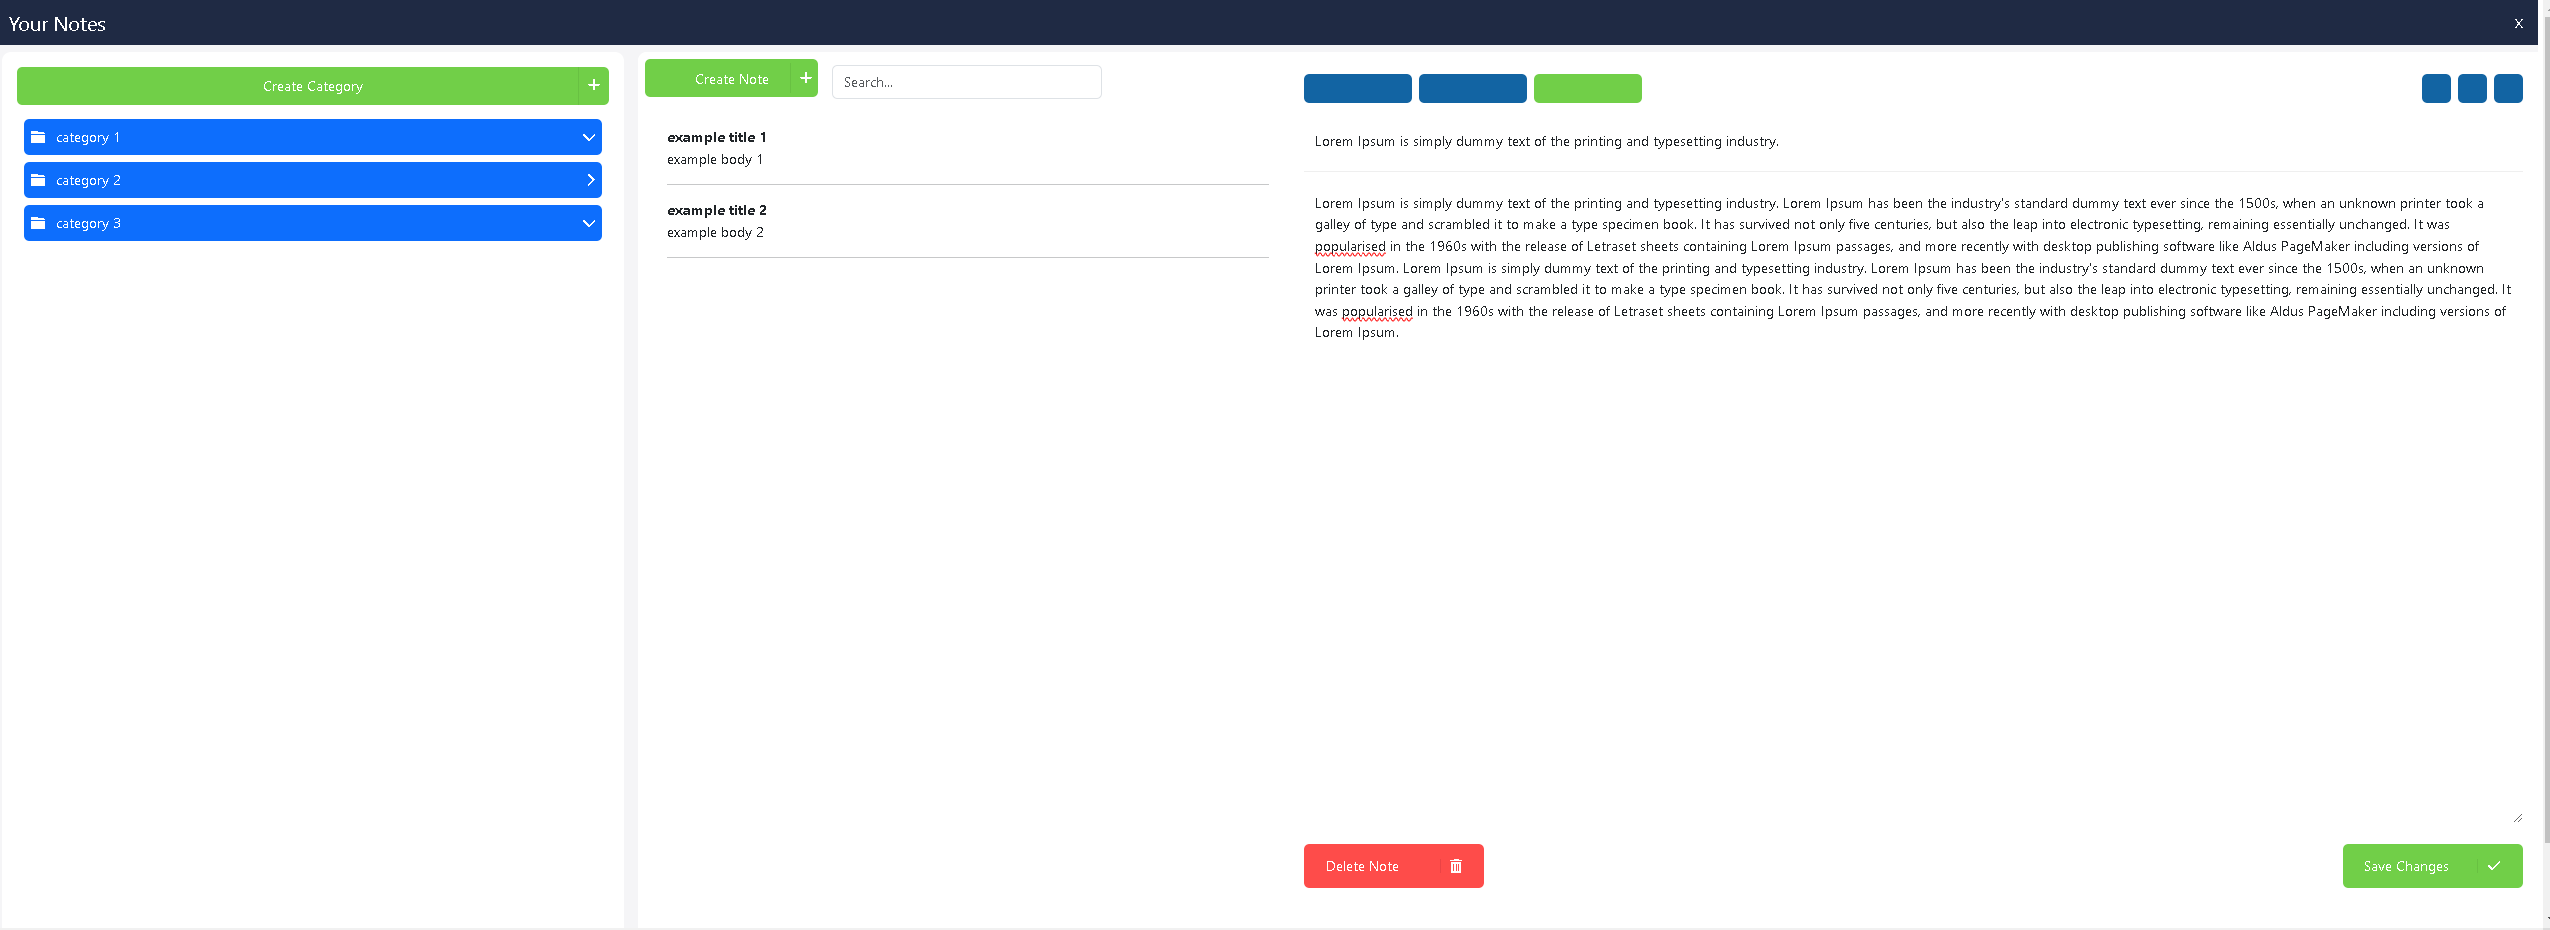 Your Notes
X
Create Category
category 1
category 2
category 3
Create Note
Search...
example title 1
example body 1
example title 2
example body 2
Lorem Ipsum is simply dummy text of the printing and typesetting industry.
Lorem Ipsum is simply dummy text of the printing and typesetting industry. Lorem Ipsum has been the industry's standard dummy text ever since the 1500s, when an unknown printer took a
galley of type and scrambled it to make a type specimen book. It has survived not only five centuries, but also the leap into electronic typesetting, remaining essentially unchanged. It was
popularised in the 1960s with the release of Letraset sheets containing Lorem Ipsum passages, and more recently with desktop publishing software like Aldus PageMaker including versions of
Lorem Ipsum. Lorem Ipsum is simply dummy text of the printing and typesetting industry. Lorem Ipsum has been the industry's standard dummy text ever since the 1500s, when an unknown
printer took a galley of type and scrambled it to make a type specimen book. It has survived not only five centuries, but also the leap into electronic typesetting, remaining essentially unchanged. It
was popularised in the 1960s with the release of Letraset sheets containing Lorem Ipsum passages, and more recently with desktop publishing software like Aldus PageMaker including versions of
Lorem Ipsum.
Delete Note
Save Changes